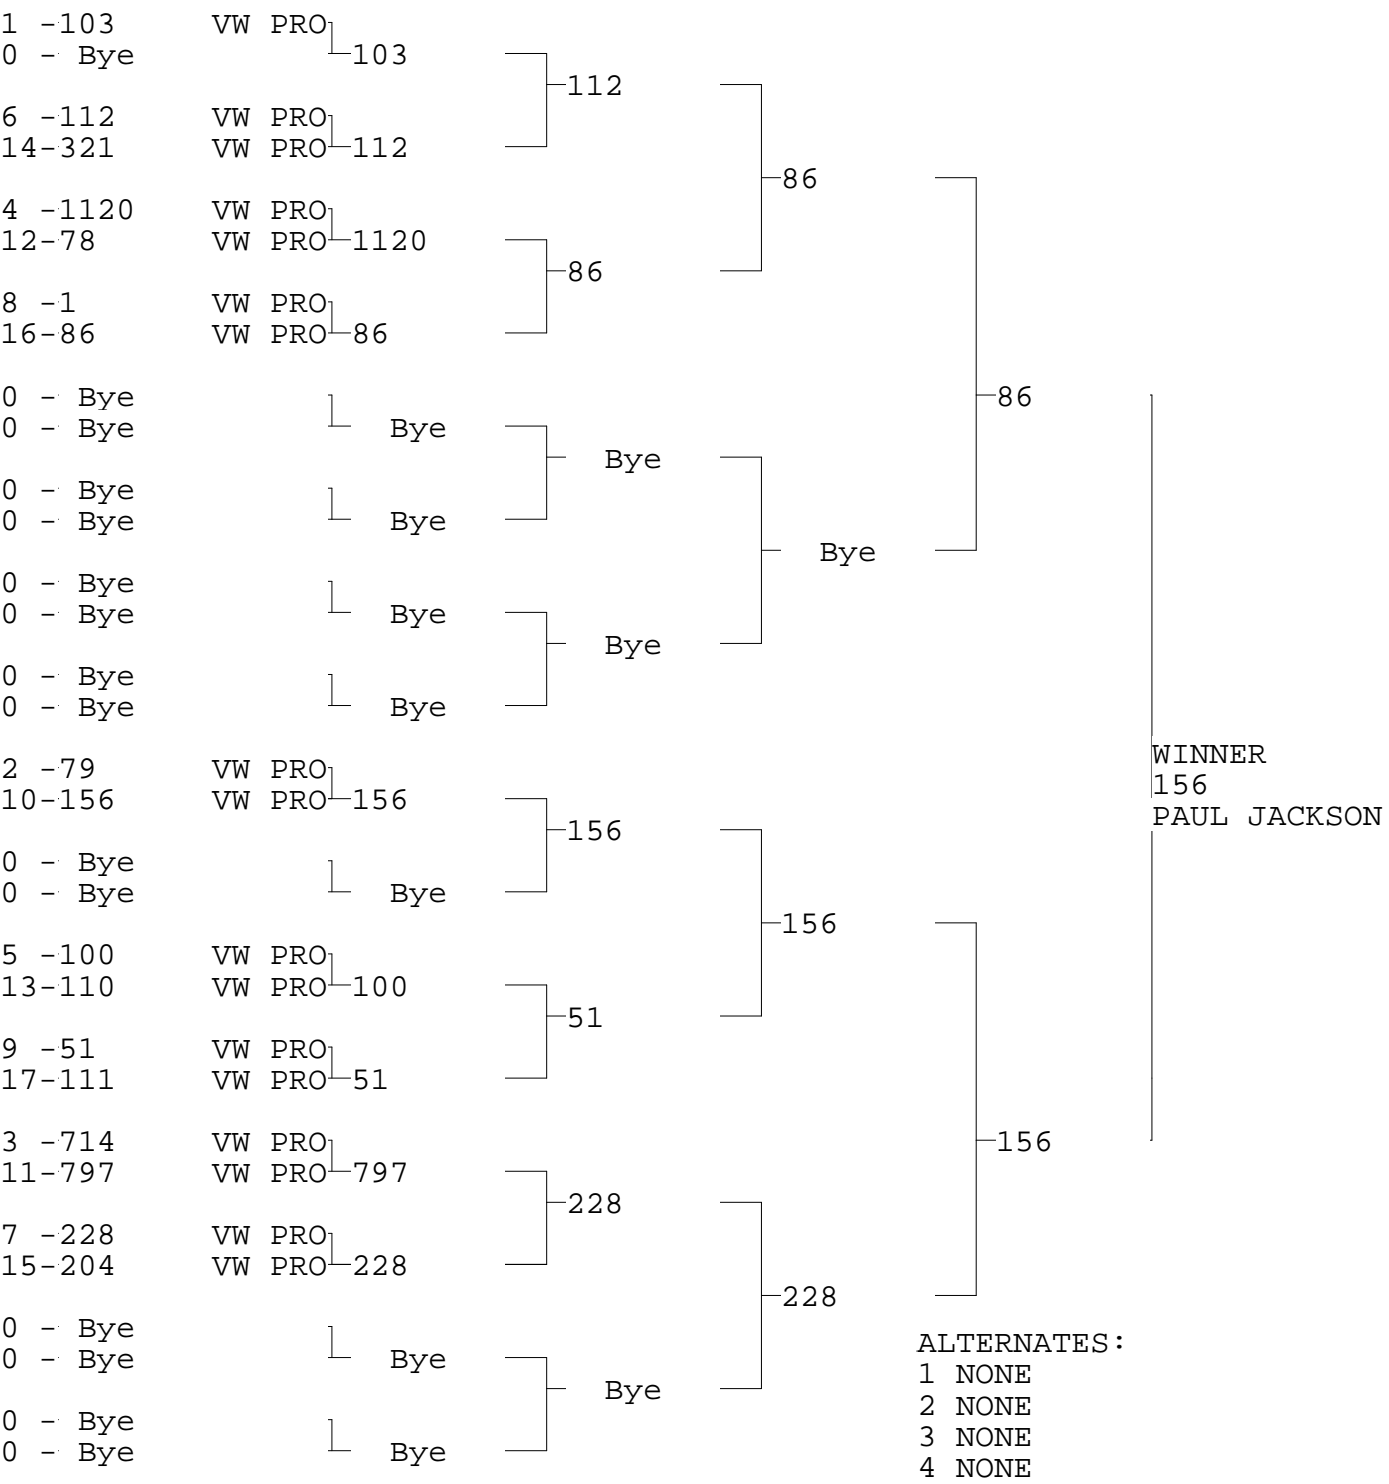 1 -103 VW PRO
0 - Bye 103
112
6 -112 VW PRO
14-321 VW PRO 112
86
4 -1120 VW PRO
12-78 VW PRO 1120
86
8 -1 VW PRO
16-86 VW PRO 86
0 - Bye 86
0 - Bye Bye
Bye
0 - Bye
0 - Bye Bye
Bye
0 - Bye
0 - Bye Bye
Bye
0 - Bye
0 - Bye Bye
WINNER
2 -79 VW PRO
10-156 VW PRO 156
156
PAUL JACKSON
156
0 - Bye
0 - Bye Bye
156
5 -100 VW PRO
13-110 VW PRO 100
51
9 -51 VW PRO
17-111 VW PRO 51
3 -714 VW PRO 156
11-797 VW PRO 797
228
7 -228 VW PRO
15-204 VW PRO 228
228
0 - Bye
ALTERNATES:
0 - Bye Bye
1 NONE
Bye
2 NONE
0 - Bye
3 NONE
0 - Bye Bye
4 NONE